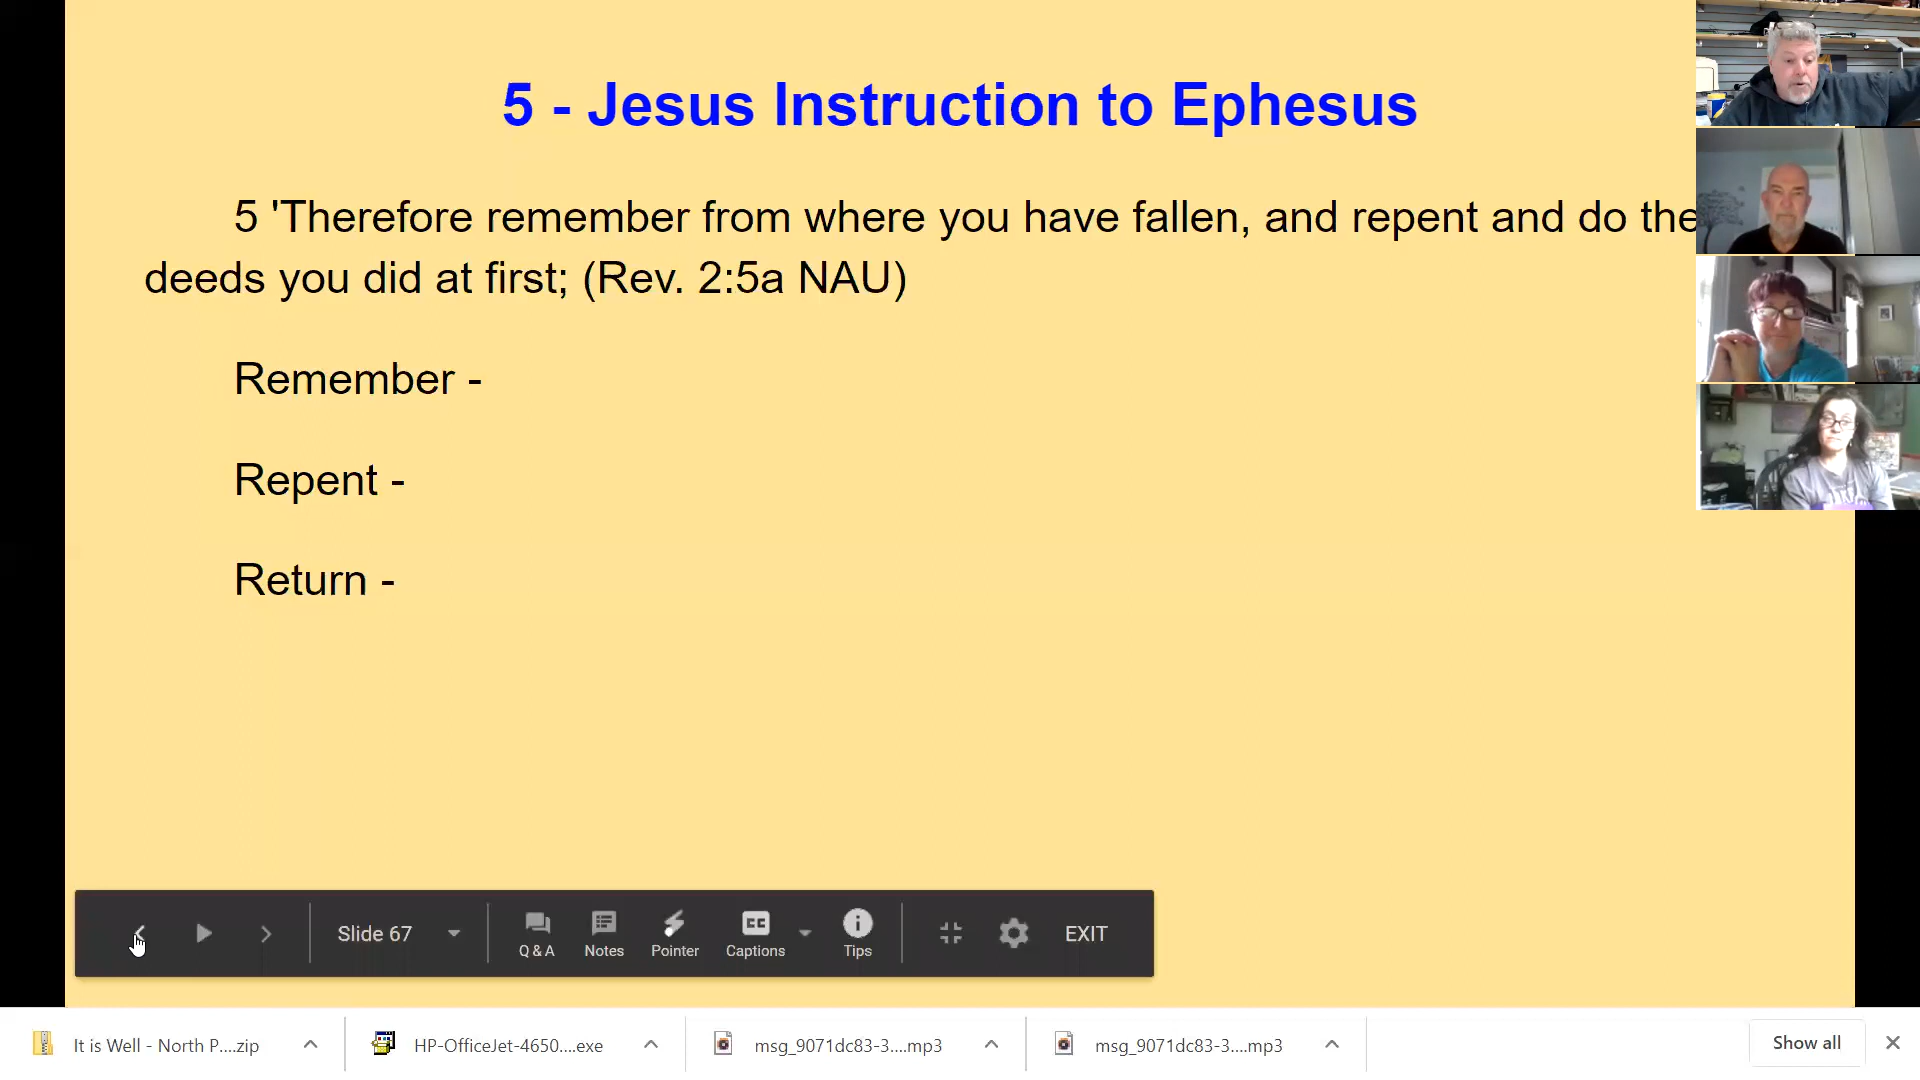 5 - Jesus Instruction to Ephesus
5 'Therefore remember from where you have fallen, and repent and do the
deeds you did at first; (Rev. 2:5a NAU)
Remember -
Repent -
Return -
Slide 67
Q & A
Notes
Pointer
CC
Captions
Tips
EXIT
It is Well - North P....zip
HP-OfficeJet-4650....exe
msg_9071dc83-3....mp3
msg_9071dc83-3....mp3
Show all